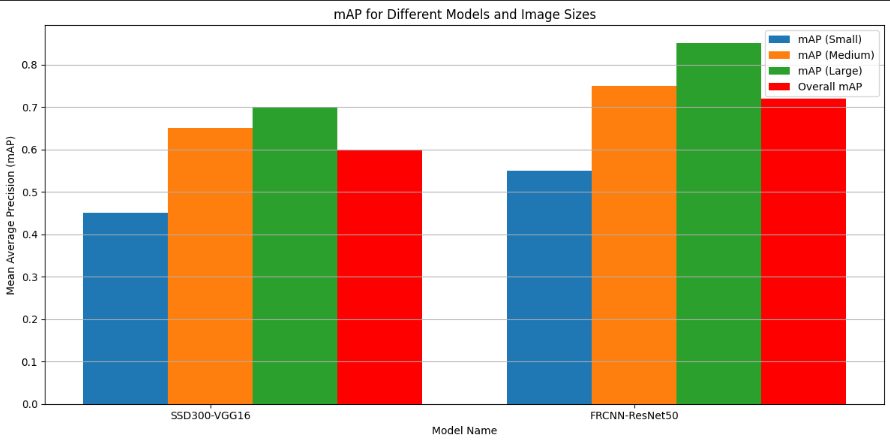 mAP for Different Models and Image Sizes
mAP (Small)
mAP (Medium)
mAP (Large)
Overall mAP
Mean Average Precision (mAP)
0.8
0.7
0.6
0.5
0.4
0.3
0.2
0.1
0.0
SSD300-VGG16
FRCNN-ResNet50
Model Name